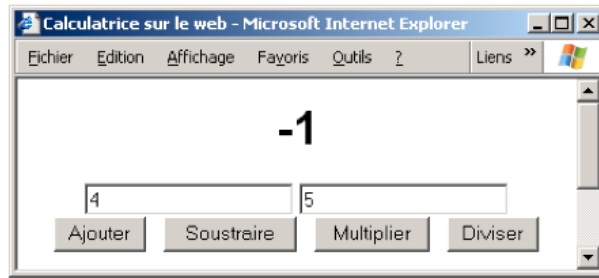 Calculatrice sur le web - Microsoft Internet Explorer
Fichier Edition Affichage Favoris Outils ? Liens »
-1
4 5
Ajouter Soustraire Multiplier Diviser